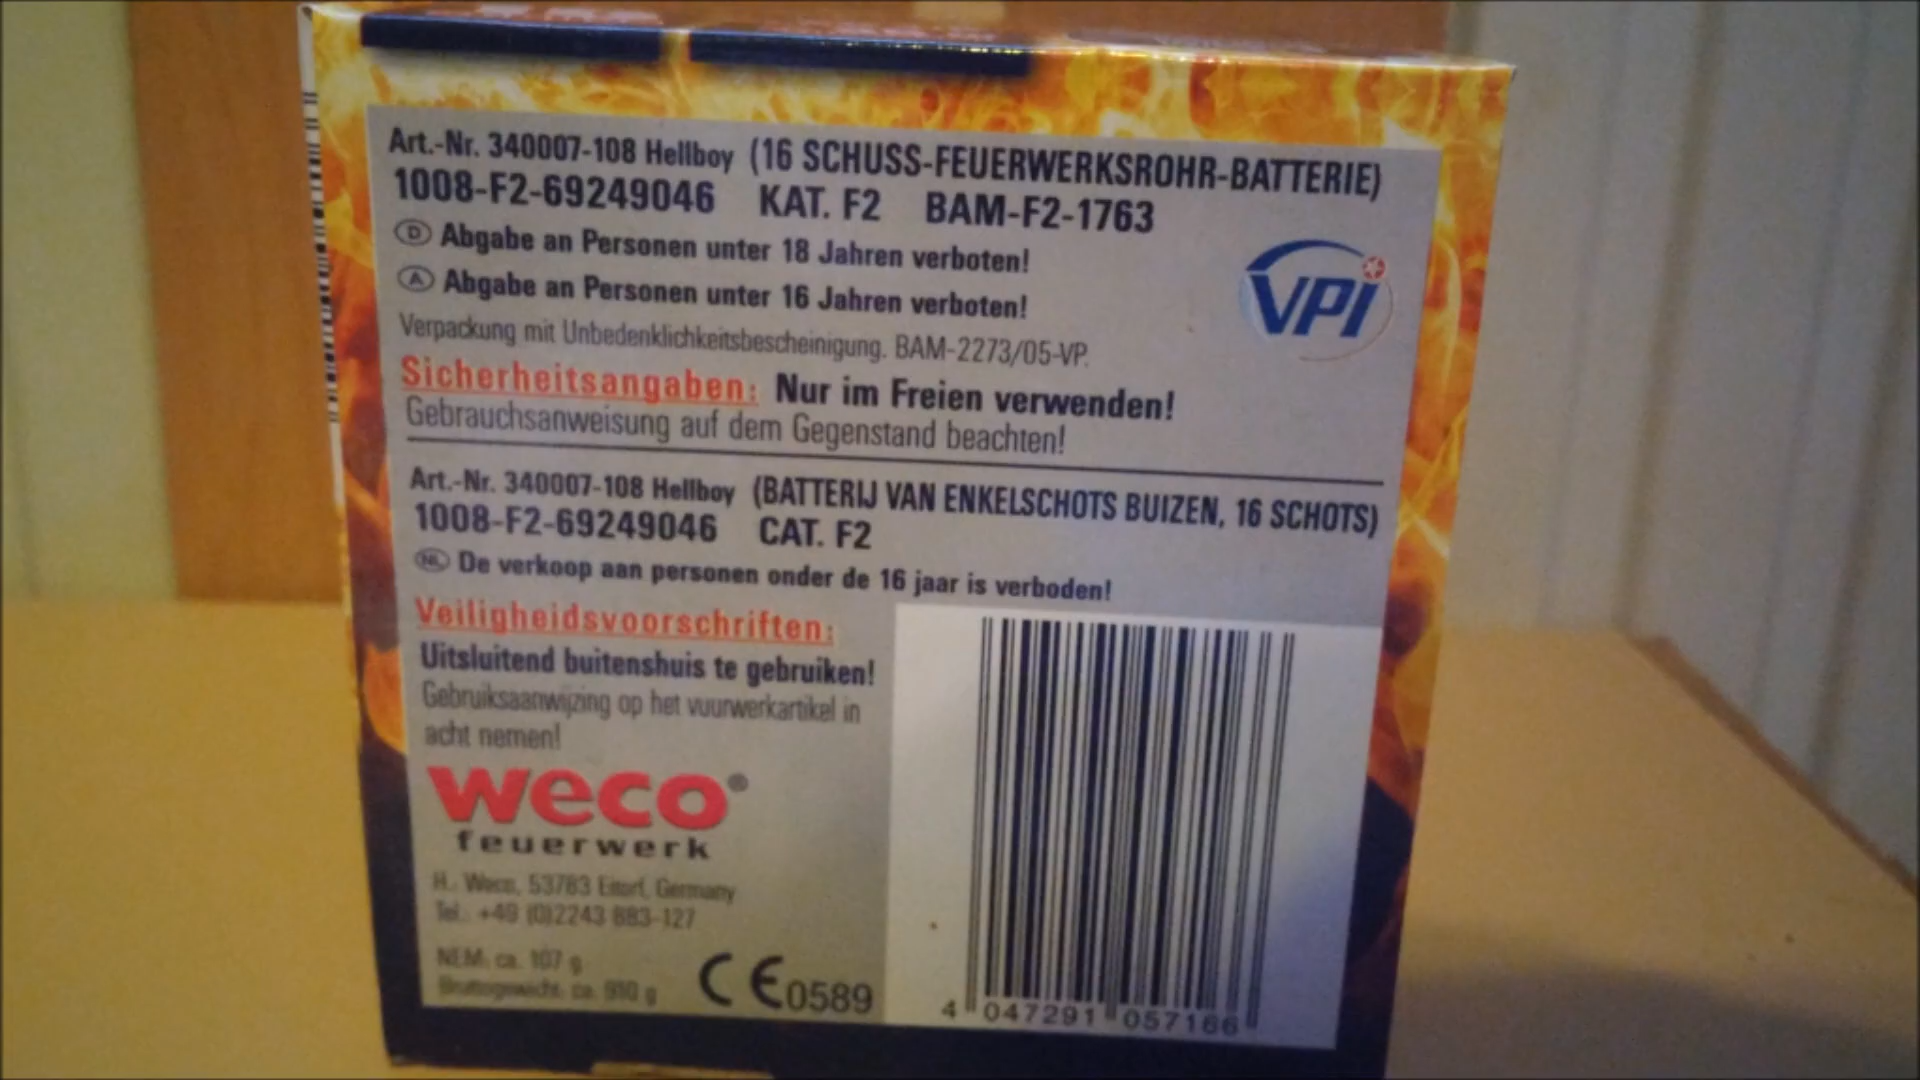 Art.-Nr. 340007-108 Hellboy (16 SCHUSS-FEUERWERKSROHR-BATTERIE)
1008-F2-69249046 KAT. F2 BAM-F2-1763
D Abgabe an Personen unter 18 Jahren verboten!
A Abgabe an Personen unter 16 Jahren verboten!
VPI
Verpackung mit Unbedenklichkeitsbescheinigung. BAM-2273/05-VP.
Sicherheitsangaben: Nur im Freien verwenden!
Gebrauchsanweisung auf dem Gegenstand beachten!
Art.-Nr. 340007-108 Hellboy (BATTERIJ VAN ENKELSCHOTS BUIZEN, 16 SCHOTS)
1008-F2-69249046 CAT. F2
NL De verkoop aan personen onder de 16 jaar is verboden!
Veiligheidsvoorschriften:
Uitsluitend buitenshuis te gebruiken!
Gebruiksaanwijzing op het vuurwerkartikel in
acht nemen!
weco
feuerwerk
H. Weco, 53783 Eitorf, Germany
Tel.: +49 (0)2243 883-127
NEM: ca. 107 g
Bruttogewicht: ca. 910 g
CE0589
4 047291 057166